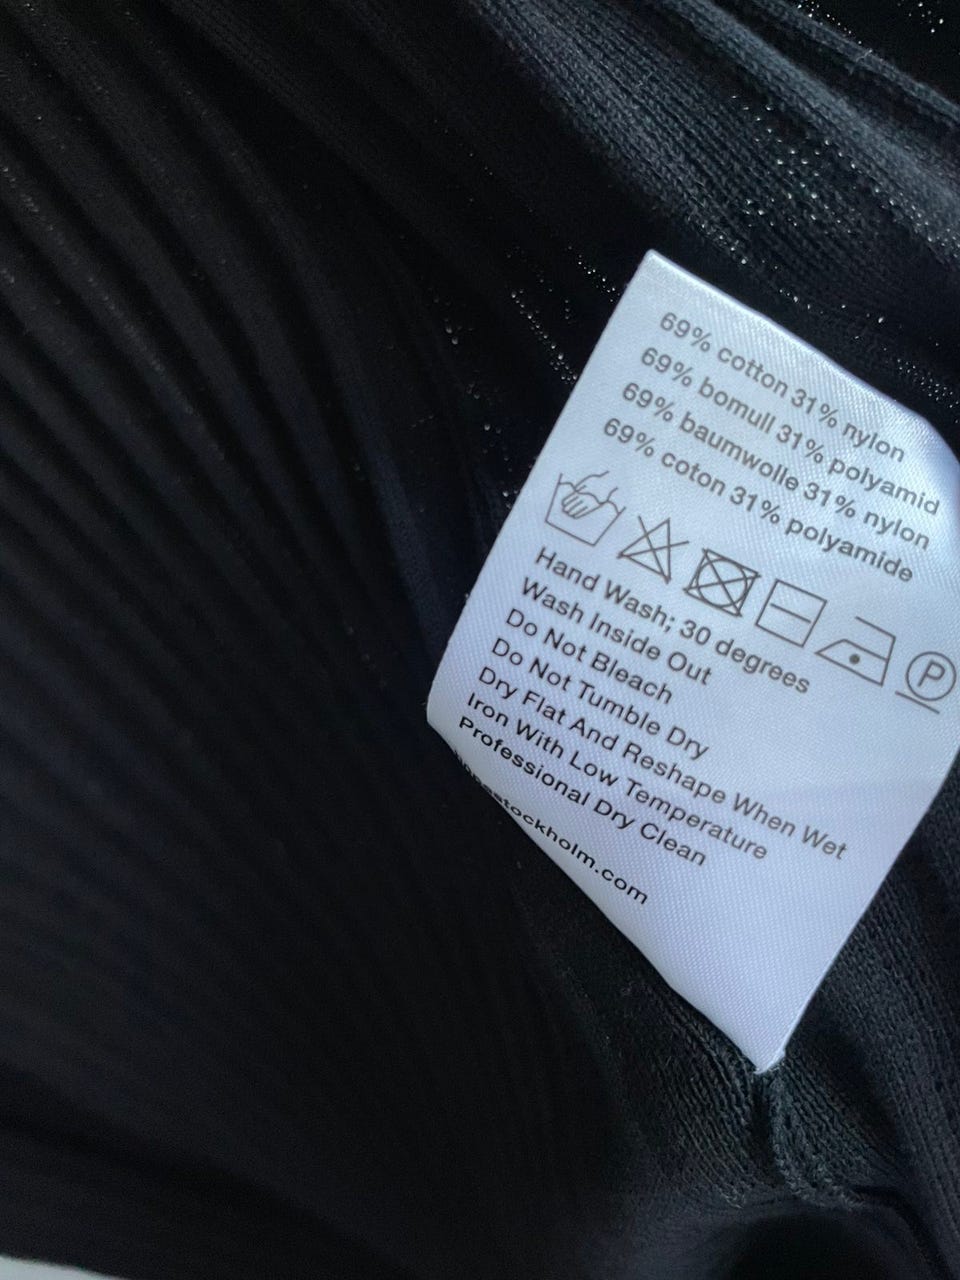 69% cotton 31% nylon
69% bomull 31% polyamid
69% baumwolle 31% nylon
69% coton 31% polyamide
P
Hand Wash; 30 degrees
Wash Inside Out
Do Not Bleach
Do Not Tumble Dry
Dry Flat And Reshape When Wet
Iron With Low Temperature
Professional Dry Clean